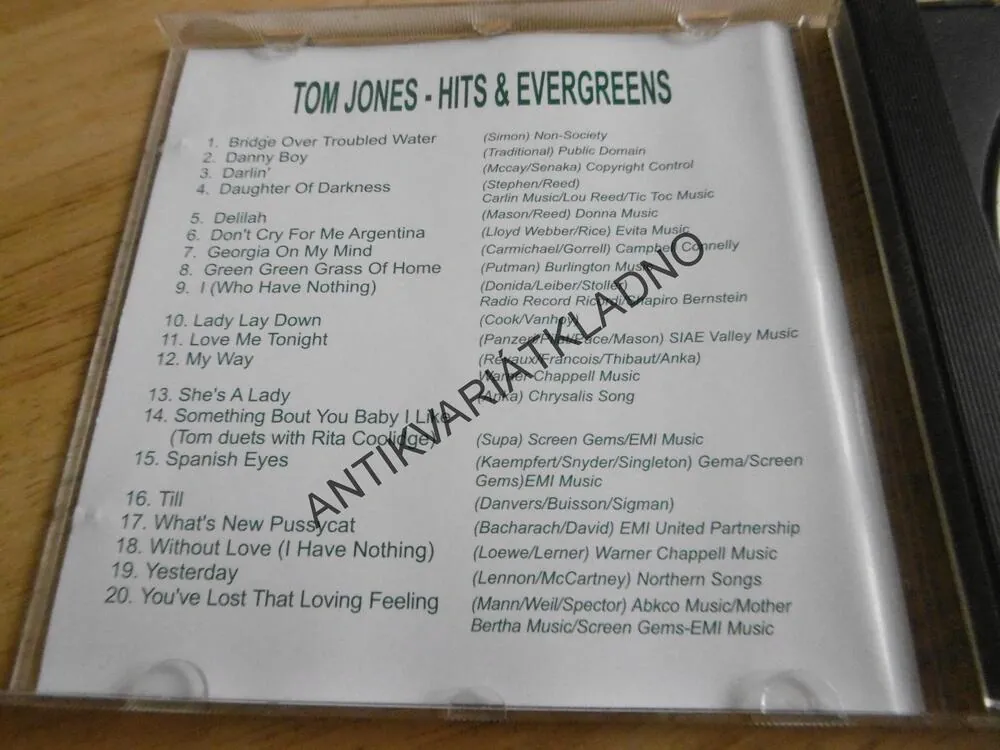 TOM JONES - HITS & EVERGREENS
1. Bridge Over Troubled Water (Simon) Non-Society
2. Danny Boy (Traditional) Public Domain
3. Darlin' (Mccay/Senaka) Copyright Control
4. Daughter Of Darkness (Stephen/Reed)
Carlin Music/Lou Reed/Tic Toc Music
5. Delilah (Mason/Reed) Donna Music
6. Don't Cry For Me Argentina (Lloyd Webber/Rice) Evita Music
7. Georgia On My Mind (Carmichael/Gorrell) Campbell Connelly
8. Green Green Grass Of Home (Putman) Burlington Music
9. I (Who Have Nothing) (Donida/Leiber/Stoller)
Radio Record Ricordi/Shapiro Bernstein
10. Lady Lay Down (Cook/Vanhoy)
11. Love Me Tonight (Panzeri/Pilat/Pace/Mason) SIAE Valley Music
12. My Way (Revaux/Francois/Thibaut/Anka)
Warner Chappell Music
13. She's A Lady (Anka) Chrysalis Song
14. Something Bout You Baby I Like
(Tom duets with Rita Coolidge) (Supa) Screen Gems/EMI Music
15. Spanish Eyes (Kaempfert/Snyder/Singleton) Gema/Screen
Gems)EMI Music
16. Till (Danvers/Buisson/Sigman)
17. What's New Pussycat (Bacharach/David) EMI United Partnership
18. Without Love (I Have Nothing) (Loewe/Lerner) Warner Chappell Music
19. Yesterday (Lennon/McCartney) Northern Songs
20. You've Lost That Loving Feeling (Mann/Weil/Spector) Abkco Music/Mother
Bertha Music/Screen Gems-EMI Music
ANTIKVARIÁTKLADNO